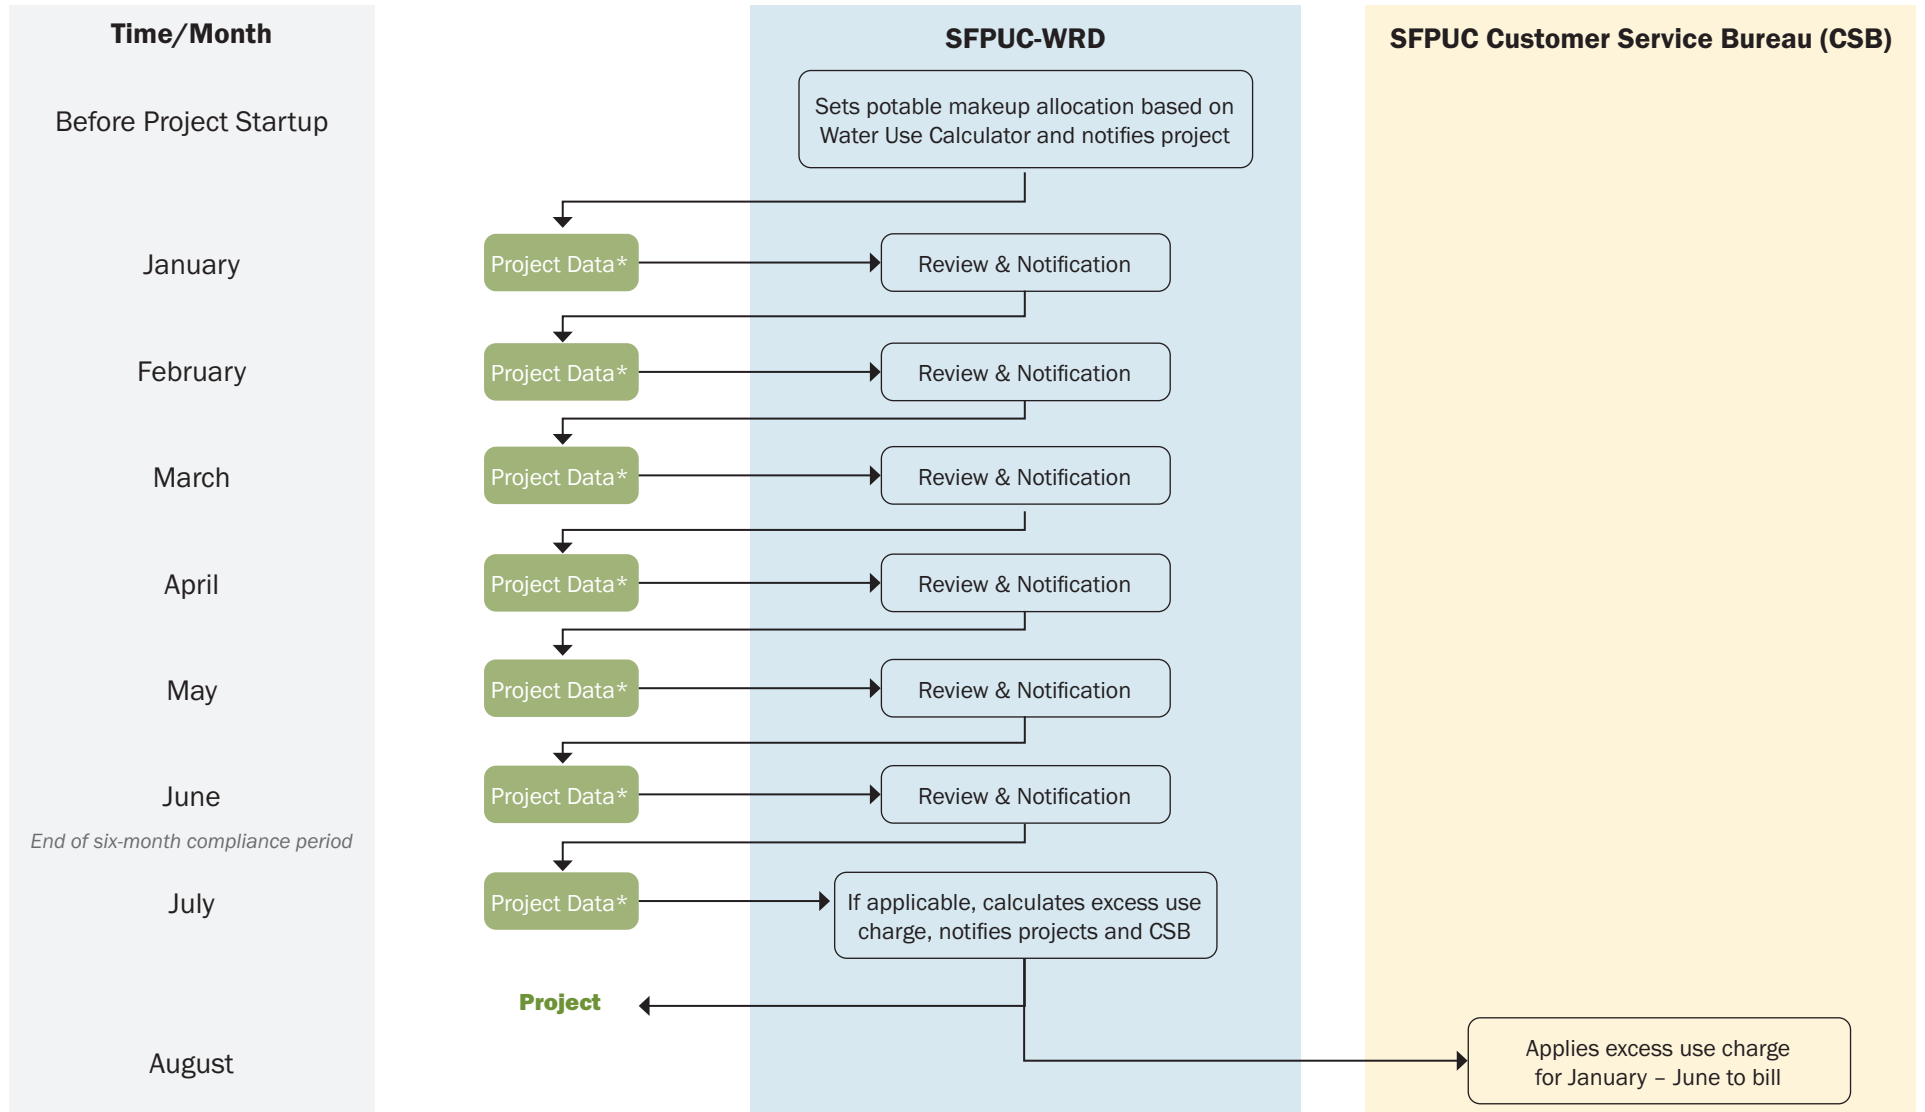 Time/Month
SFPUC-WRD
SFPUC Customer Service Bureau (CSB)
Before Project Startup
Sets potable makeup allocation based on
Water Use Calculator and notifies project
January
Project Data*
Review & Notification
February
Project Data*
Review & Notification
March
Project Data*
Review & Notification
April
Project Data*
Review & Notification
May
Project Data*
Review & Notification
June
Project Data*
Review & Notification
End of six-month compliance period
July
Project Data*
If applicable, calculates excess use
charge, notifies projects and CSB
Project
August
Applies excess use charge
for January – June to bill